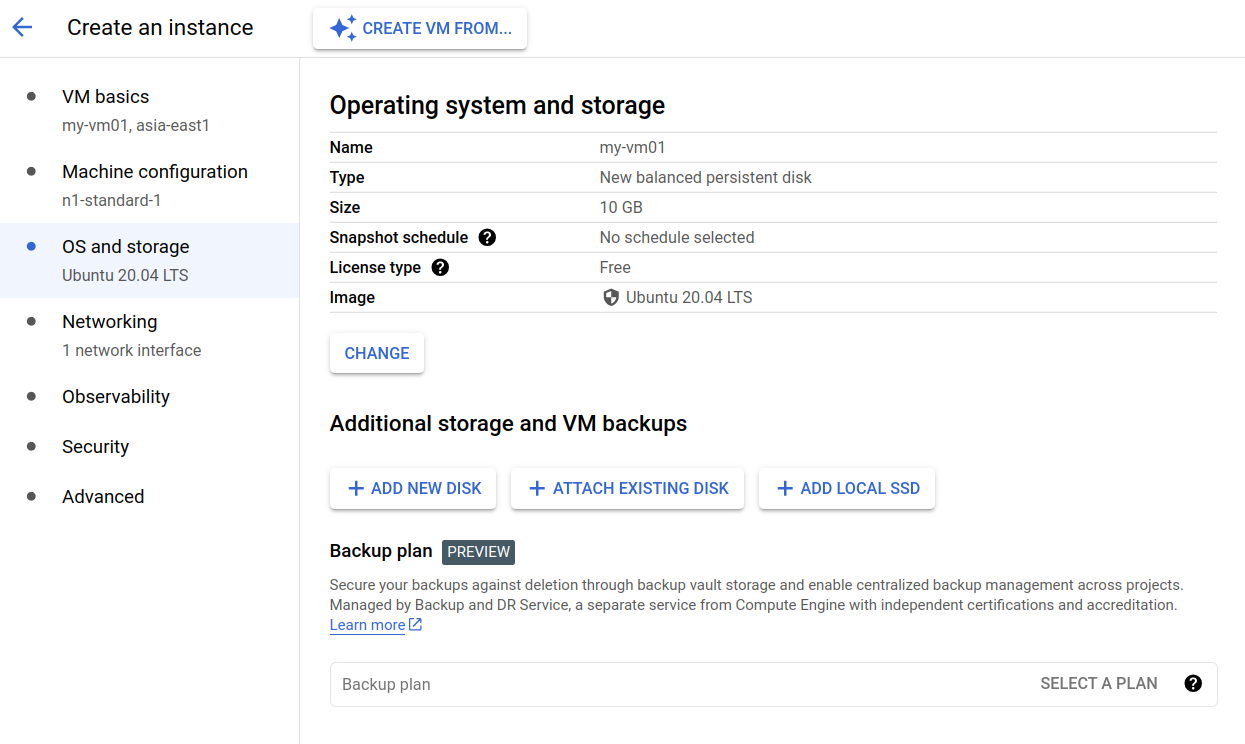 Create an instance
CREATE VM FROM...
VM basics
my-vm01, asia-east1
Machine configuration
n1-standard-1
OS and storage
Ubuntu 20.04 LTS
Networking
1 network interface
Observability
Security
Advanced
Operating system and storage
Name my-vm01
Type New balanced persistent disk
Size 10 GB
Snapshot schedule ? No schedule selected
License type ? Free
Image Ubuntu 20.04 LTS
CHANGE
Additional storage and VM backups
+ ADD NEW DISK + ATTACH EXISTING DISK + ADD LOCAL SSD
Backup plan PREVIEW
Secure your backups against deletion through backup vault storage and enable centralized backup management across projects.
Managed by Backup and DR Service, a separate service from Compute Engine with independent certifications and accreditation.
Learn more
Backup plan SELECT A PLAN ?